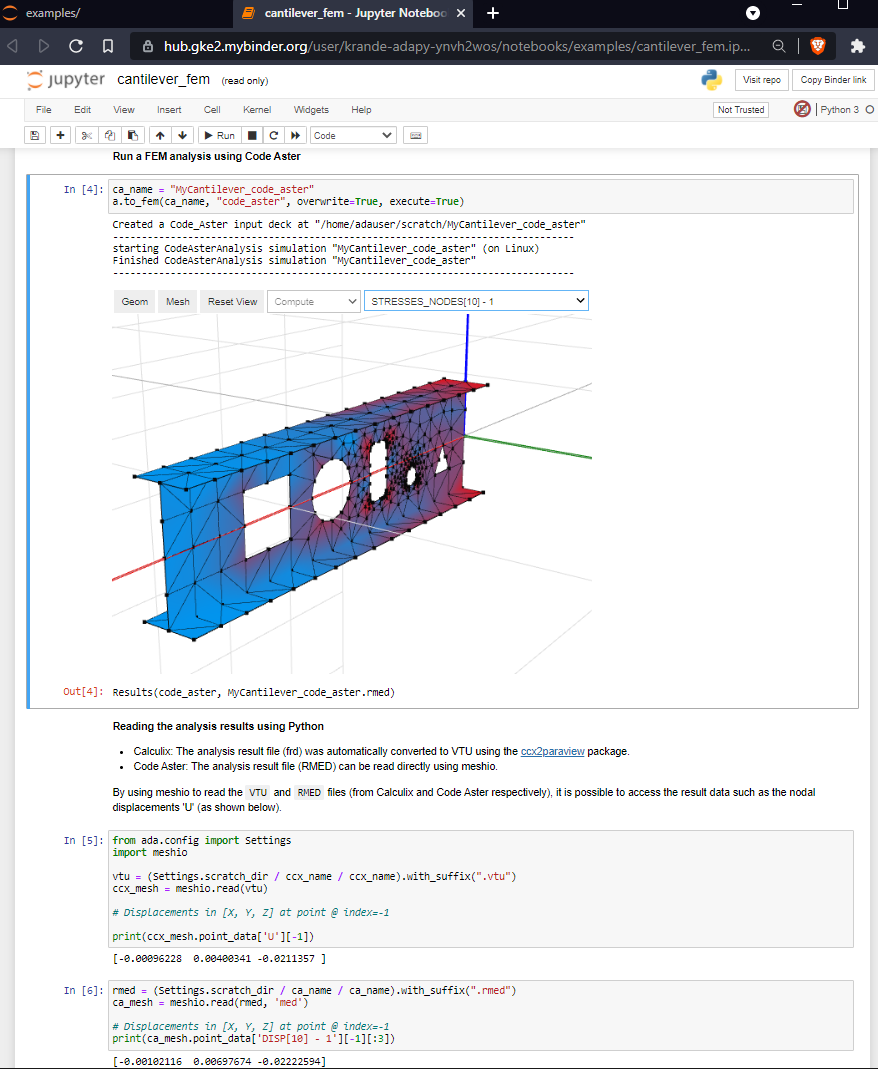 examples/
cantilever_fem - Jupyter Noteboo
hub.gke2.mybinder.org/user/krande-adapy-ynvh2wos/notebooks/examples/cantilever_fem.ip...
jupyter cantilever_fem (read only)
Visit repo
Copy Binder link
File Edit View Insert Cell Kernel Widgets Help
Not Trusted
Python 3
Run
Code
Run a FEM analysis using Code Aster
In [4]: ca_name = "MyCantilever_code_aster"
a.to_fem(ca_name, "code_aster", overwrite=True, execute=True)
Created a Code_Aster input deck at "/home/adauser/scratch/MyCantilever_code_aster"
--------------------------------------------------------------------------
starting CodeAsterAnalysis simulation "MyCantilever_code_aster" (on Linux)
Finished CodeAsterAnalysis simulation "MyCantilever_code_aster"
--------------------------------------------------------------------------
Geom Mesh Reset View Compute STRESSES_NODES[10] - 1
Out[4]: Results(code_aster, MyCantilever_code_aster.rmed)
Reading the analysis results using Python
• Calculix: The analysis result file (frd) was automatically converted to VTU using the ccx2paraview package.
• Code Aster: The analysis result file (RMED) can be read directly using meshio.
By using meshio to read the VTU and RMED files (from Calculix and Code Aster respectively), it is possible to access the result data such as the nodal
displacements 'U' (as shown below).
In [5]: from ada.config import Settings
import meshio
vtu = (Settings.scratch_dir / ccx_name / ccx_name).with_suffix(".vtu")
ccx_mesh = meshio.read(vtu)
# Displacements in [X, Y, Z] at point @ index=-1
print(ccx_mesh.point_data['U'][-1])
[-0.00096228  0.00400341 -0.0211357 ]
In [6]: rmed = (Settings.scratch_dir / ca_name / ca_name).with_suffix(".rmed")
ca_mesh = meshio.read(rmed, 'med')
# Displacements in [X, Y, Z] at point @ index=-1
print(ca_mesh.point_data['DISP[10] - 1'][-1][:3])
[-0.00102116  0.00697674 -0.02222594]